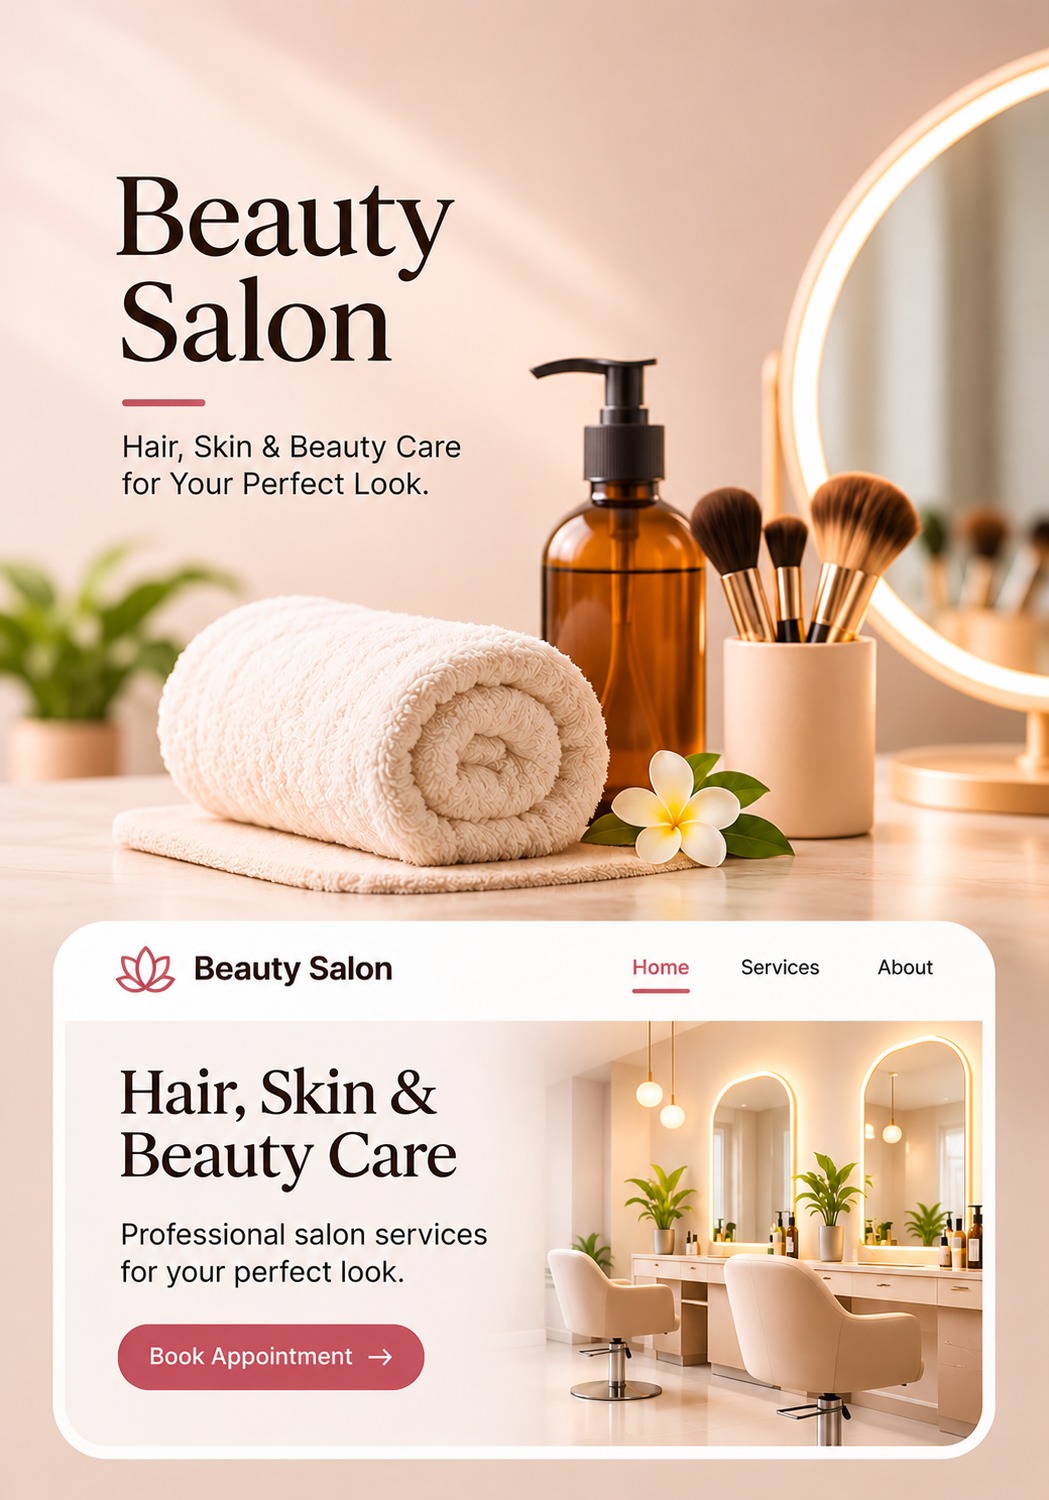 Beauty
Salon
Hair, Skin & Beauty Care
for Your Perfect Look.
Beauty Salon
Home
Services
About
Hair, Skin &
Beauty Care
Professional salon services
for your perfect look.
Book Appointment →